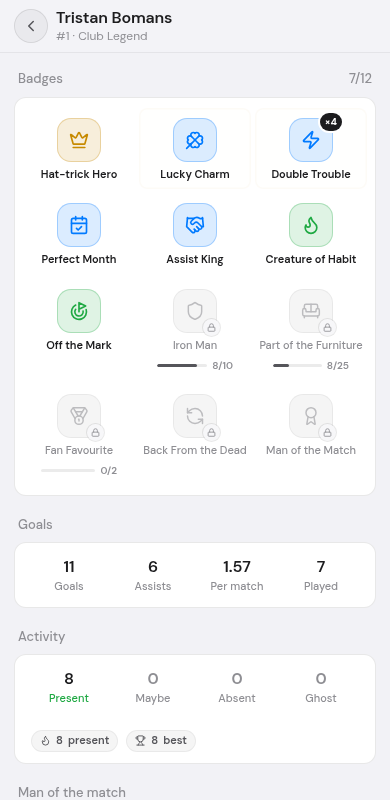 Tristan Bomans
#1 · Club Legend
Badges 7/12
×4
Hat-trick Hero Lucky Charm Double Trouble
Perfect Month Assist King Creature of Habit
Off the Mark Iron Man Part of the Furniture
8/10 8/25
Fan Favourite Back From the Dead Man of the Match
0/2
Goals
11 6 1.57 7
Goals Assists Per match Played
Activity
8 0 0 0
Present Maybe Absent Ghost
8 present 8 best
Man of the match